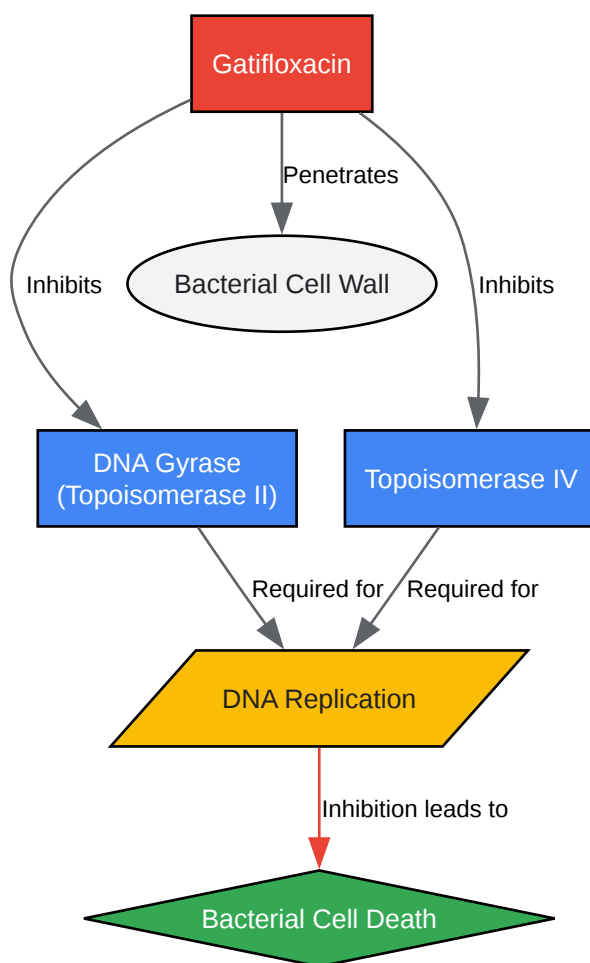 Gatifloxacin
Penetrates
Inhibits
Bacterial Cell Wall
Inhibits
DNA Gyrase
(Topoisomerase II)
Topoisomerase IV
Required for
Required for
DNA Replication
Inhibition leads to
Bacterial Cell Death